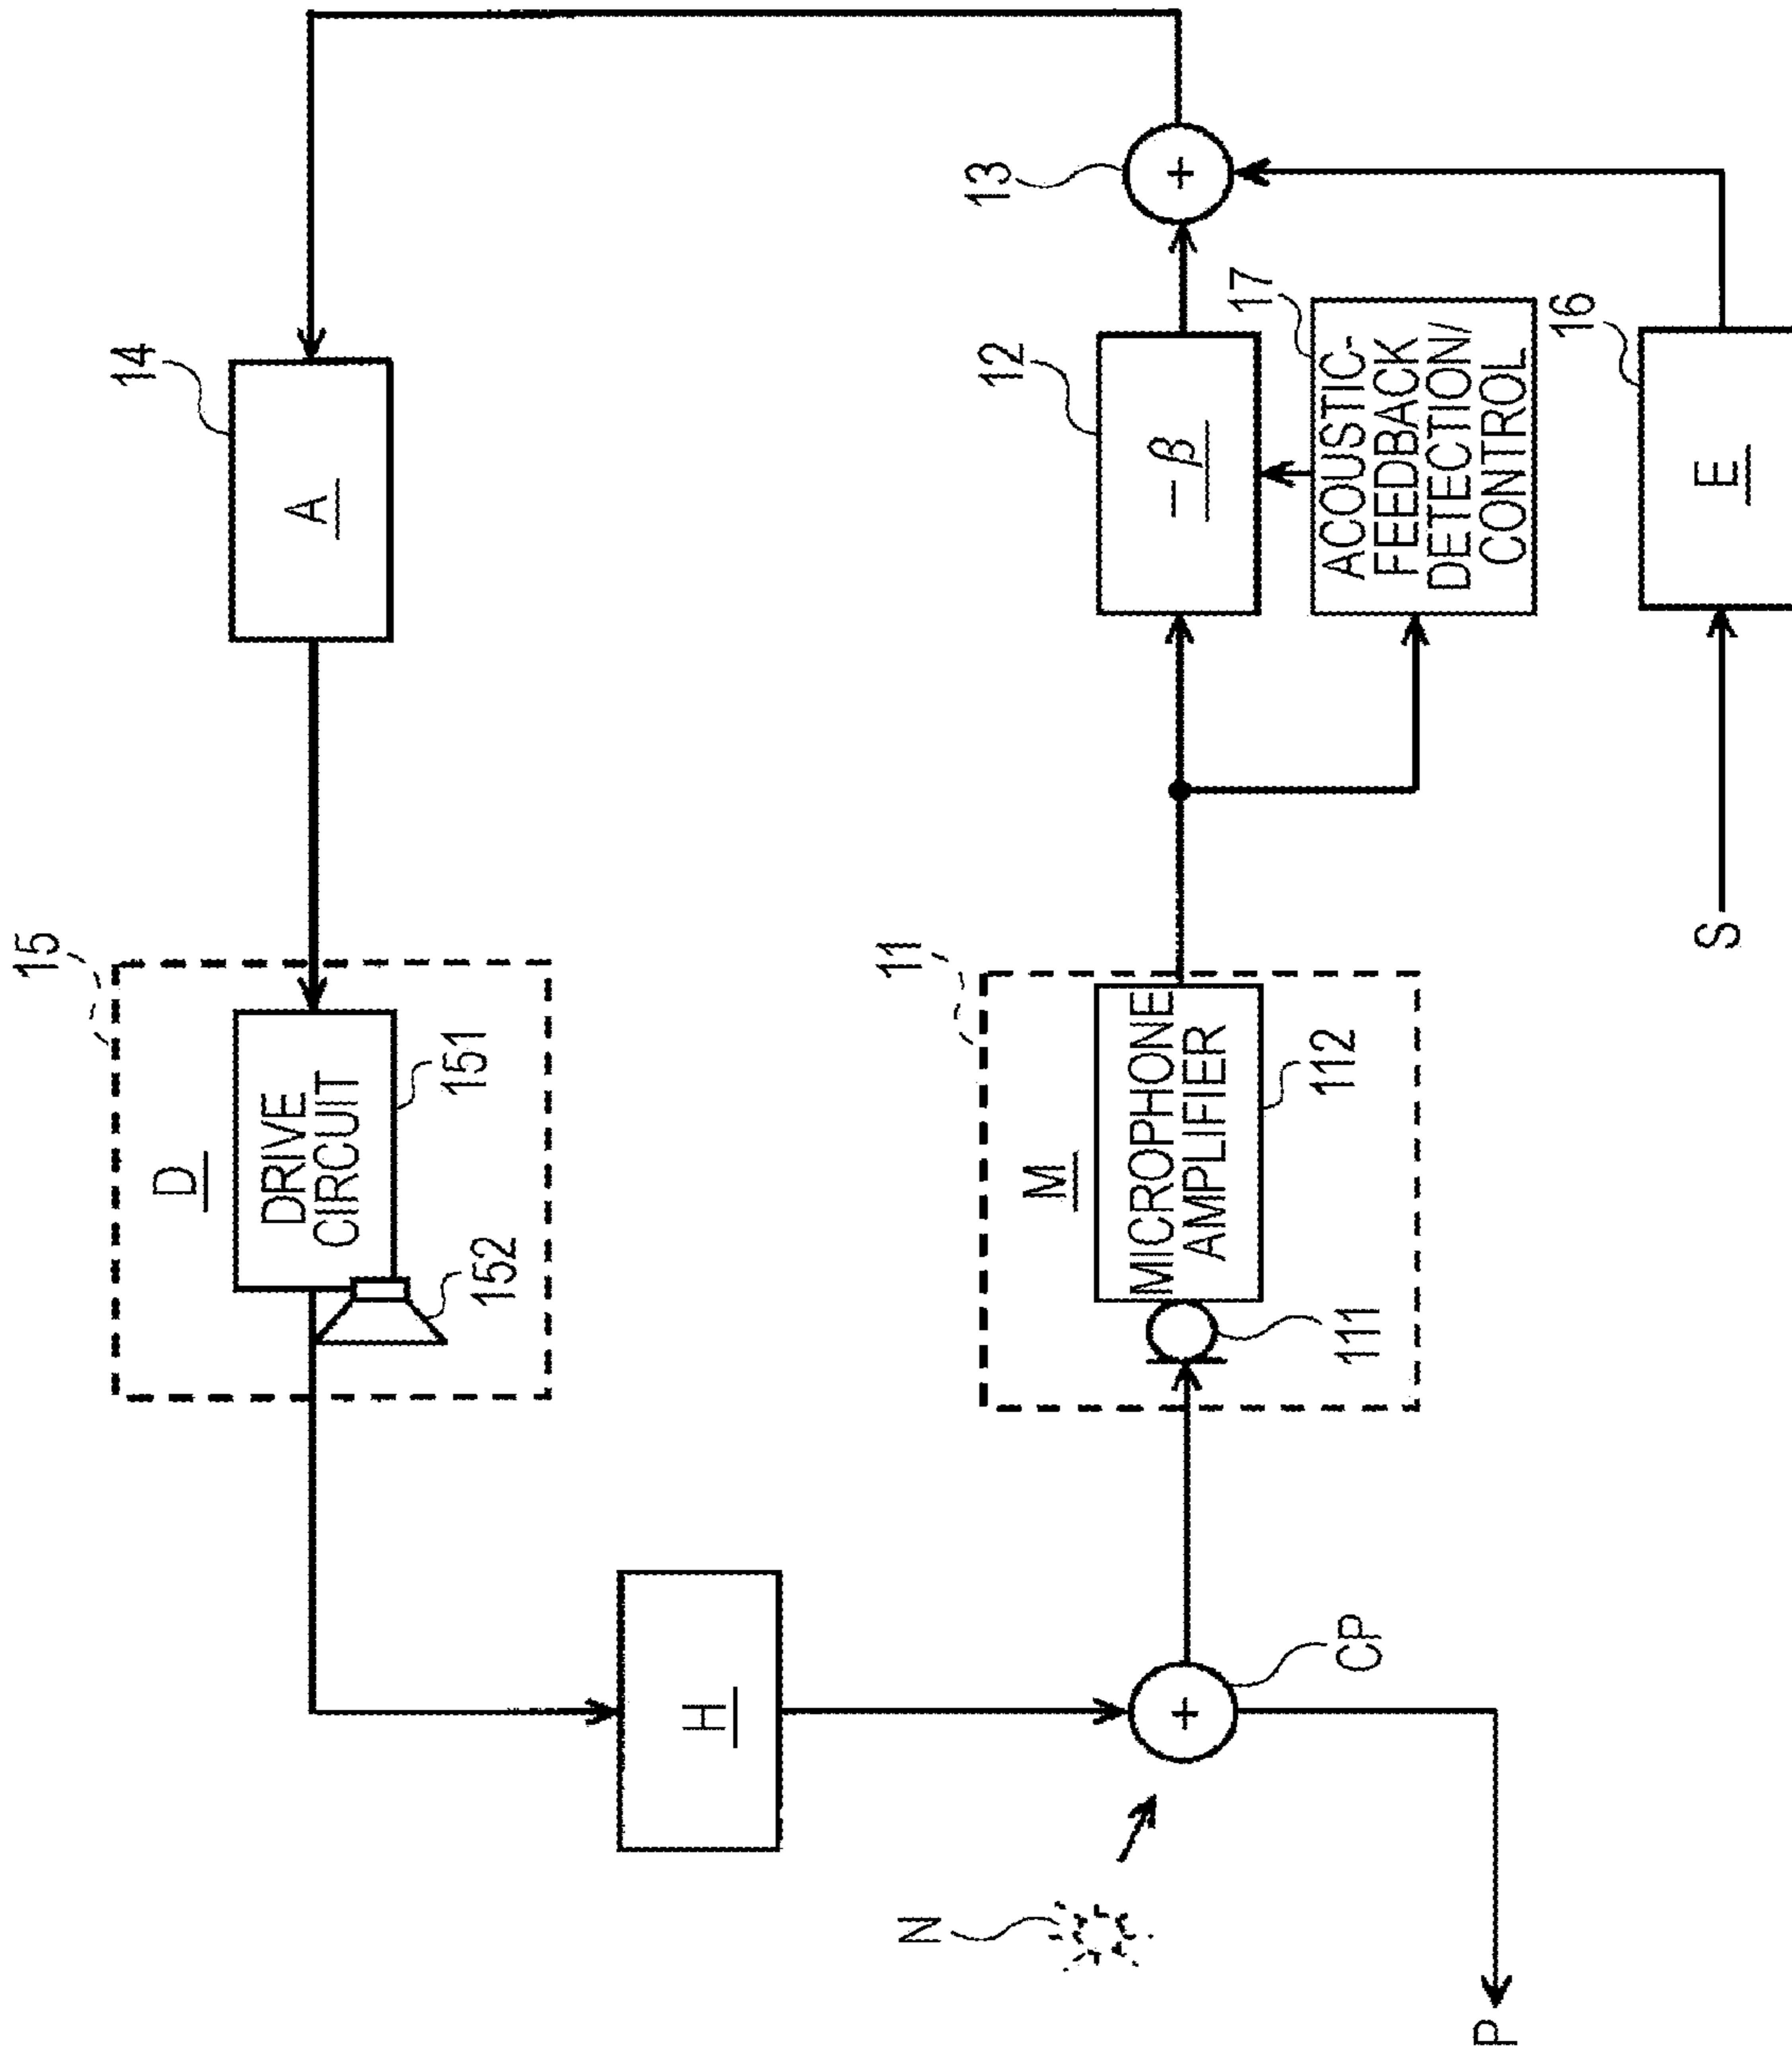 15
14
D
DRIVE
CIRCUIT
151
152
A
H
13
11
12
M
MICROPHONE
AMPLIFIER
112
111
−β
17
ACOUSTIC-
FEEDBACK
DETECTION/
CONTROL
+
+
N
CP
16
P
S
E